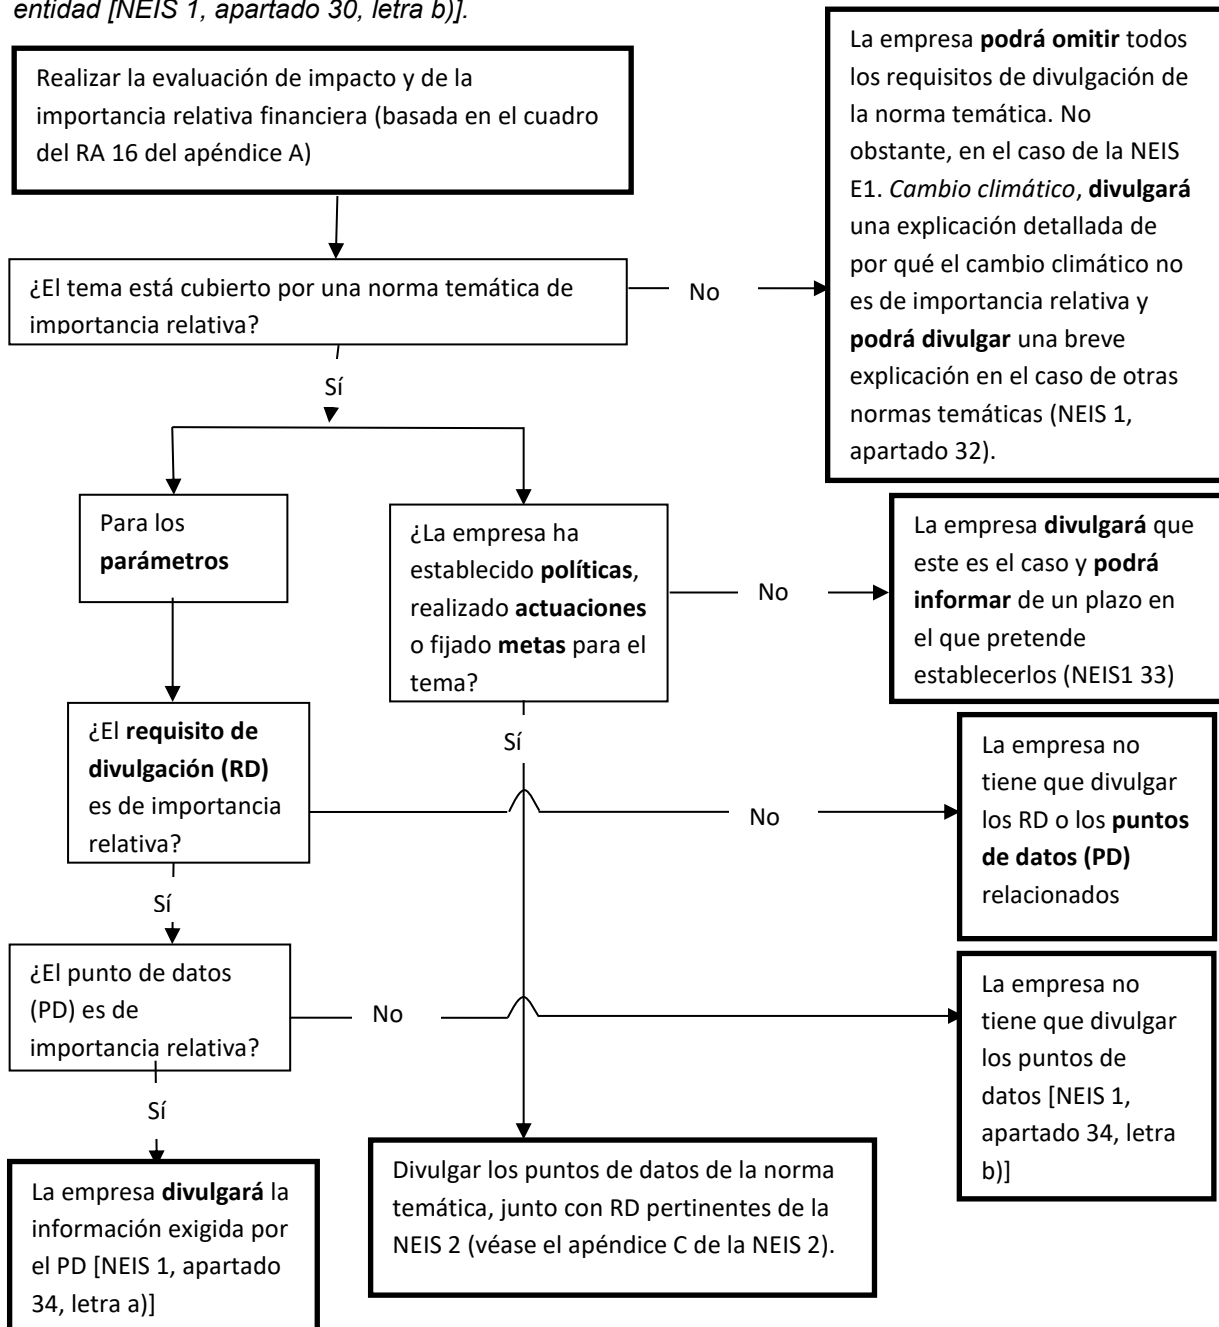 entidad [NEIS 1, apartado 30, letra b)].
Realizar la evaluación de impacto y de la
importancia relativa financiera (basada en el cuadro
del RA 16 del apéndice A)
La empresa podrá omitir todos
los requisitos de divulgación de
la norma temática. No
obstante, en el caso de la NEIS
E1. Cambio climático, divulgará
una explicación detallada de
por qué el cambio climático no
es de importancia relativa y
podrá divulgar una breve
explicación en el caso de otras
normas temáticas (NEIS 1,
apartado 32).
¿El tema está cubierto por una norma temática de
importancia relativa?
No
Sí
Para los
parámetros
¿La empresa ha
establecido políticas,
realizado actuaciones
o fijado metas para el
tema?
No
La empresa divulgará que
este es el caso y podrá
informar de un plazo en
el que pretende
establecerlos (NEIS1 33)
¿El requisito de
divulgación (RD)
es de importancia
relativa?
Sí
No
La empresa no
tiene que divulgar
los RD o los puntos
de datos (PD)
relacionados
Sí
¿El punto de datos
(PD) es de
importancia relativa?
No
La empresa no
tiene que divulgar
los puntos de
datos [NEIS 1,
apartado 34, letra
b)]
Sí
La empresa divulgará la
información exigida por
el PD [NEIS 1, apartado
34, letra a)]
Divulgar los puntos de datos de la norma
temática, junto con RD pertinentes de la
NEIS 2 (véase el apéndice C de la NEIS 2).